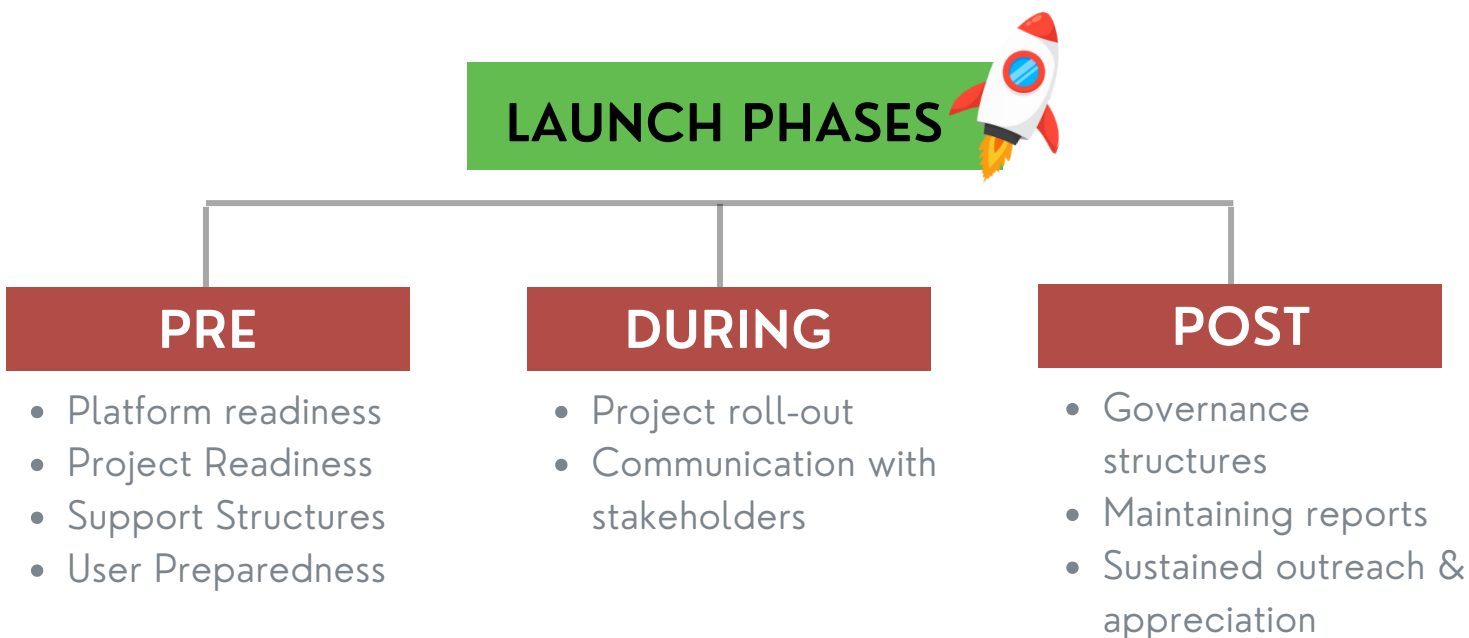 LAUNCH PHASES
PRE
Platform readiness
Project Readiness
Support Structures
User Preparedness
DURING
Project roll-out
Communication with
stakeholders
POST
Governance
structures
Maintaining reports
Sustained outreach &
appreciation